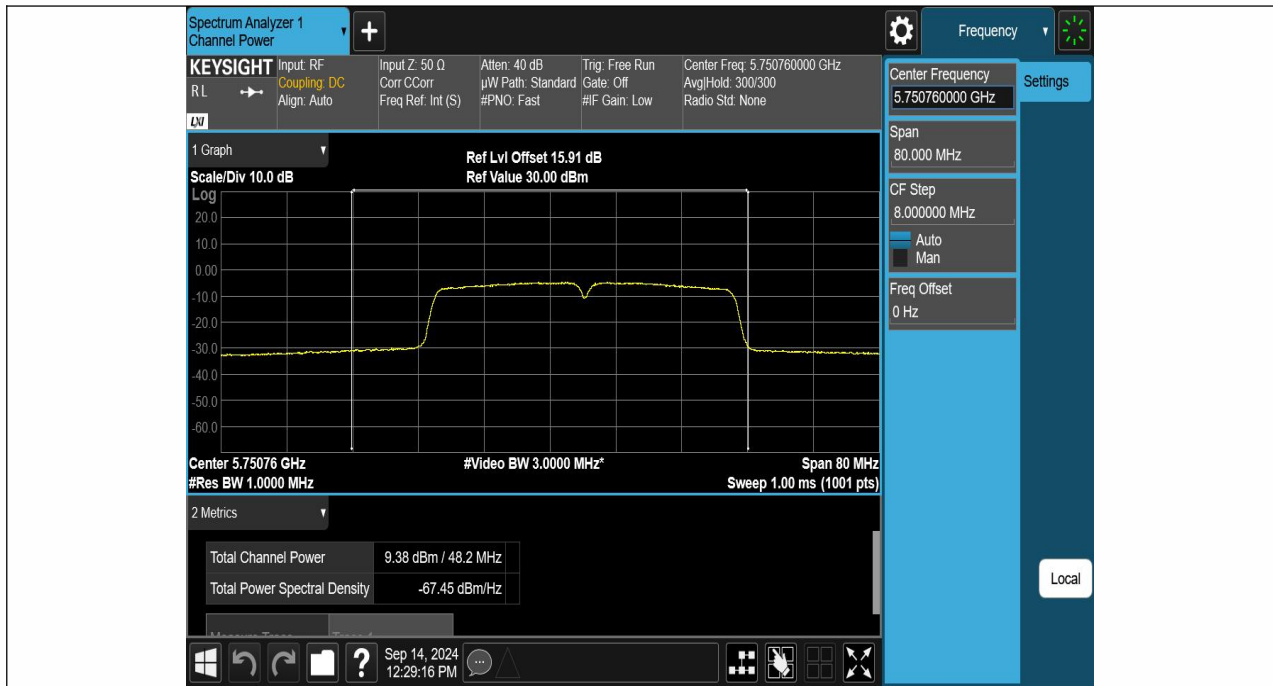 Spectrum Analyzer 1
Channel Power
+
Frequency
KEYSIGHT
RL
LXI
Input: RF
Coupling: DC
Align: Auto
Input Z: 50 Ω
Corr CCorr
Freq Ref: Int (S)
Atten: 40 dB
µW Path: Standard
#PNO: Fast
Trig: Free Run
Gate: Off
#IF Gain: Low
Center Freq: 5.750760000 GHz
Avg|Hold: 300/300
Radio Std: None
Center Frequency
5.750760000 GHz
Settings
Span
80.000 MHz
CF Step
8.000000 MHz
Auto
Man
Freq Offset
0 Hz
Local
1 Graph
Scale/Div 10.0 dB
Ref Lvl Offset 15.91 dB
Ref Value 30.00 dBm
Log
20.0
10.0
0.00
-10.0
-20.0
-30.0
-40.0
-50.0
-60.0
Center 5.75076 GHz
#Video BW 3.0000 MHz*
Span 80 MHz
#Res BW 1.0000 MHz
Sweep 1.00 ms (1001 pts)
2 Metrics
Total Channel Power 9.38 dBm / 48.2 MHz
Total Power Spectral Density -67.45 dBm/Hz
?
Sep 14, 2024
12:29:16 PM